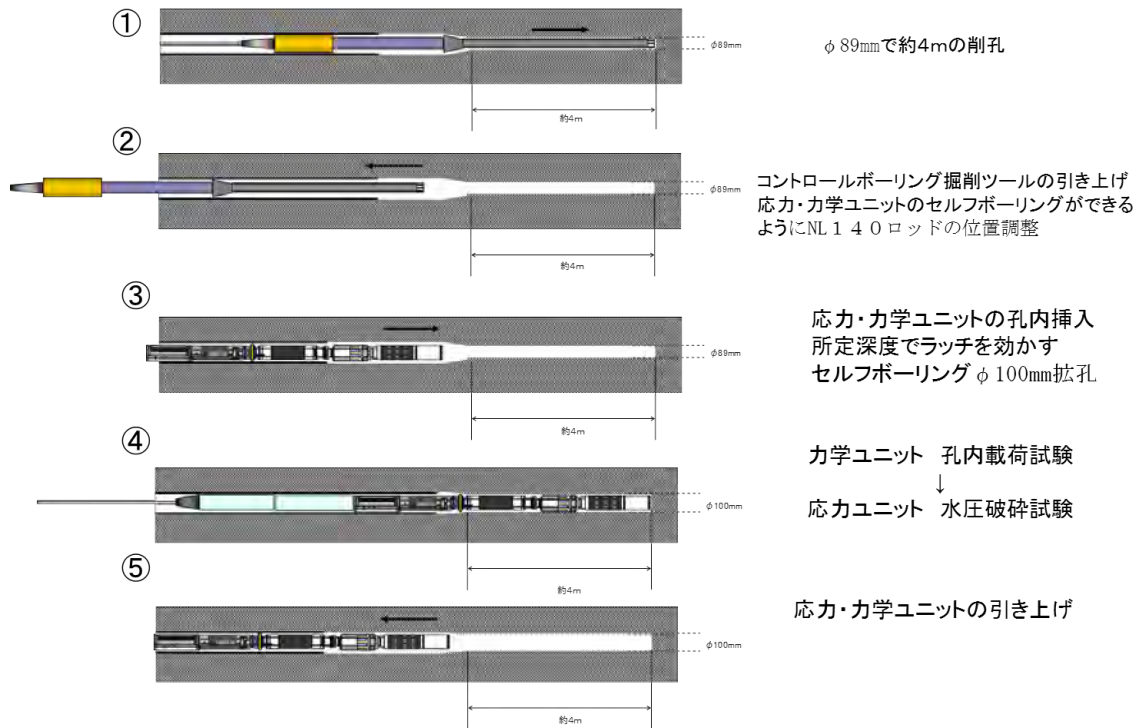 ①
φ89mm
φ89mmで約4mの削孔
約4m
②
φ89mm
コントロールボーリング掘削ツールの引き上げ
応力・力学ユニットのセルフボーリングができる
ようにNL140ロッドの位置調整
約4m
③
φ89mm
応力・力学ユニットの孔内挿入
所定深度でラッチを効かす
セルフボーリングφ100mm拡孔
約4m
④
φ100mm
力学ユニット 孔内載荷試験
↓
応力ユニット 水圧破砕試験
約4m
⑤
φ100mm
応力・力学ユニットの引き上げ
約4m